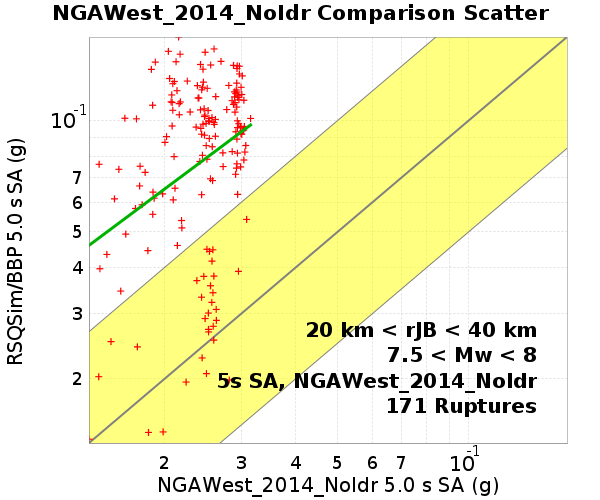 NGAWest_2014_NoIdr Comparison Scatter
RSQSim/BBP 5.0 s SA (g)
10^-1
7
6
5
4
3
2
20 km < rJB < 40 km
7.5 < Mw < 8
5s SA, NGAWest_2014_NoIdr
171 Ruptures
2 3 4 5 6 7 10^-1
NGAWest_2014_NoIdr 5.0 s SA (g)